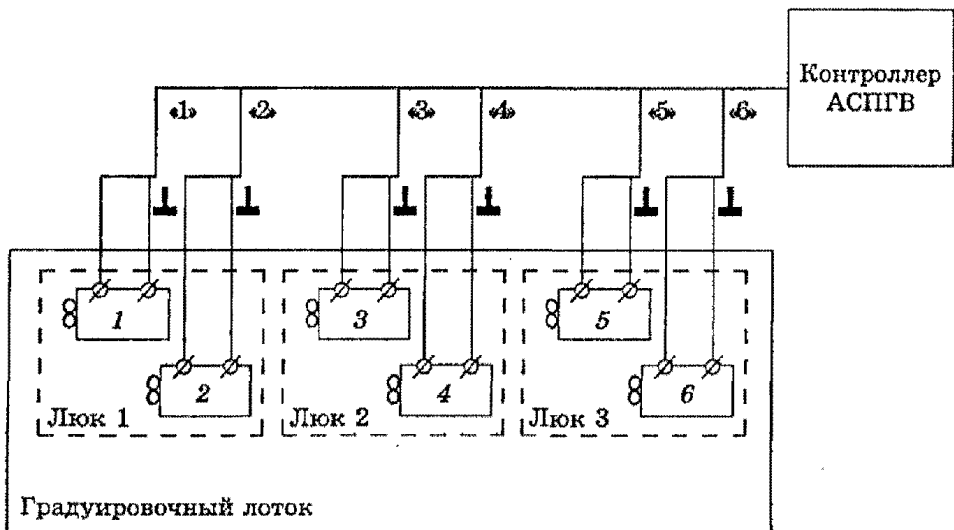 Контроллер
АСПГВ
«1» «2» «3» «4» «5» «6»
1 3 5
2 4 6
Люк 1 Люк 2 Люк 3
Градуировочный лоток